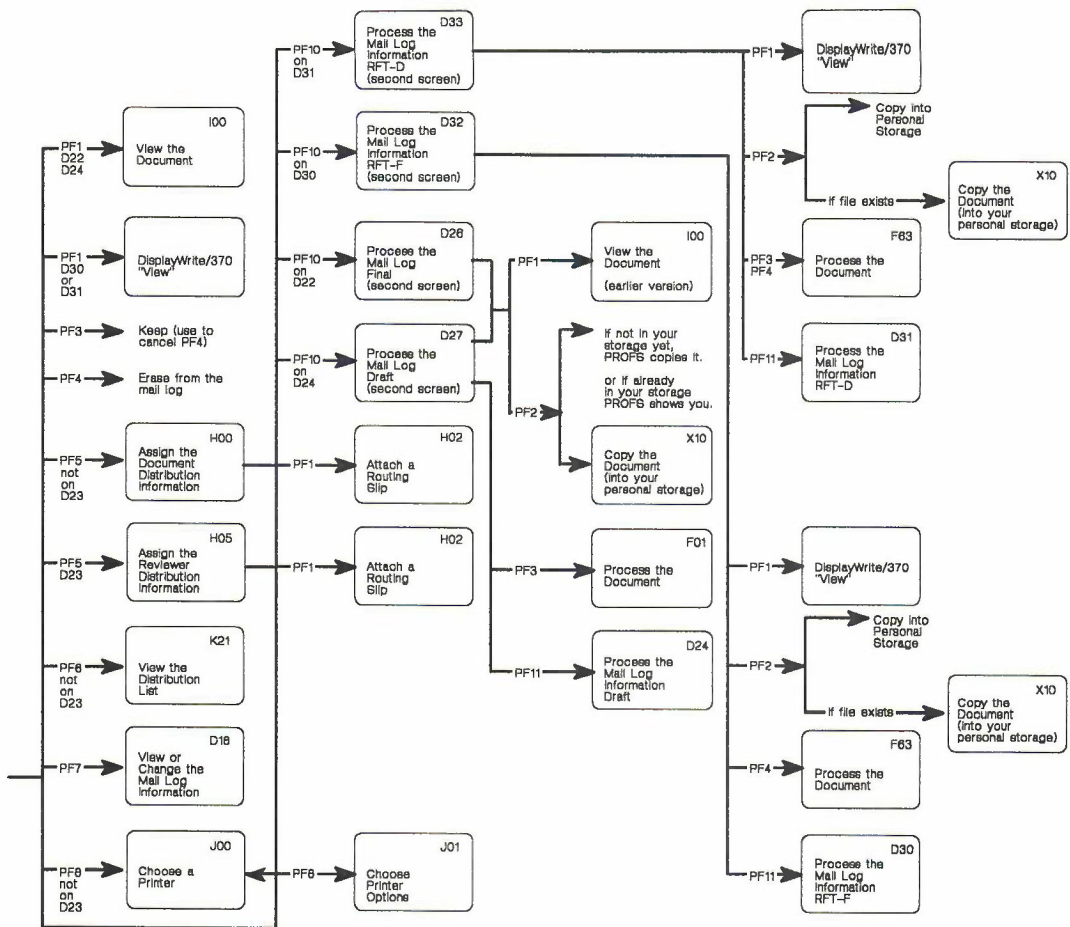 PF1
D22
D24
I00
View the
Document
PF1
D30
or
D31
DisplayWrite/370
"View"
PF3
Keep (use to
cancel PF4)
PF4
Erase from the
mail log
PF5
not
on
D23
H00
Assign the
Document
Distribution
Information
PF5
D23
H05
Assign the
Reviewer
Distribution
Information
PF6
not
on
D23
K21
View the
Distribution
List
PF7
D18
View or
Change the
Mail Log
Information
PF8
not
on
D23
J00
Choose a
Printer
PF10
on
D31
D33
Process the
Mail Log
Information
RFT-D
(second screen)
PF10
on
D30
D32
Process the
Mail Log
Information
RFT-F
(second screen)
PF10
on
D22
D26
Process the
Mail Log
Final
(second screen)
PF10
on
D24
D27
Process the
Mail Log
Draft
(second screen)
PF1
H02
Attach a
Routing
Slip
PF1
H02
Attach a
Routing
Slip
PF6
J01
Choose
Printer
Options
PF1
I00
View the
Document
(earlier version)
PF2
If not in your
storage yet,
PROFS copies it.
or if already
in your storage
PROFS shows you.
X10
Copy the
Document
(into your
personal storage)
PF3
F01
Process the
Document
PF11
D24
Process the
Mail Log
Information
Draft
PF1
DisplayWrite/370
"View"
PF2
Copy into
Personal
Storage
If file exists
X10
Copy the
Document
(into your
personal storage)
PF3
PF4
F63
Process the
Document
PF11
D31
Process the
Mail Log
Information
RFT-D
PF1
DisplayWrite/370
"View"
PF2
Copy into
Personal
Storage
If file exists
X10
Copy the
Document
(into your
personal storage)
PF4
F63
Process the
Document
PF11
D30
Process the
Mail Log
Information
RFT-F